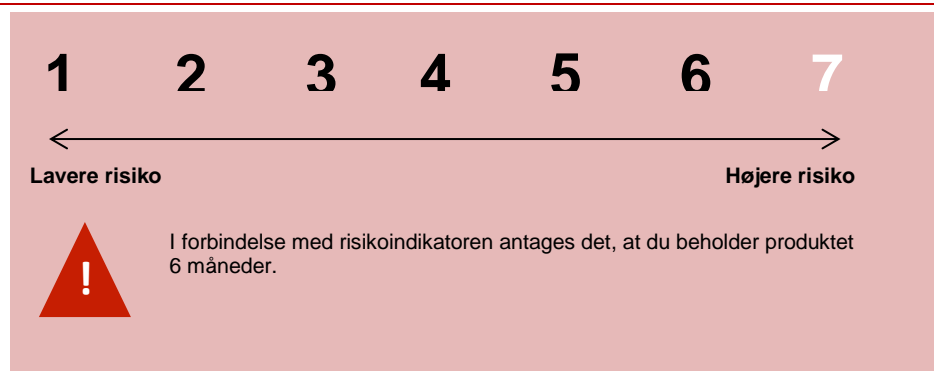 1 2 3 4 5 6 7
Lavere risiko Højere risiko
I forbindelse med risikoindikatoren antages det, at du beholder produktet
6 måneder.
!